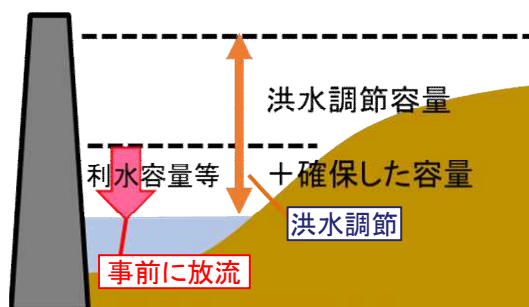 洪水調節容量
利水容量等
＋確保した容量
洪水調節
事前に放流